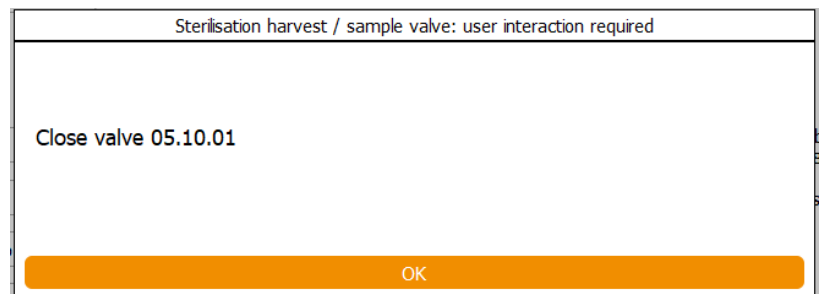 Sterilisation harvest / sample valve: user interaction required
Close valve 05.10.01
OK